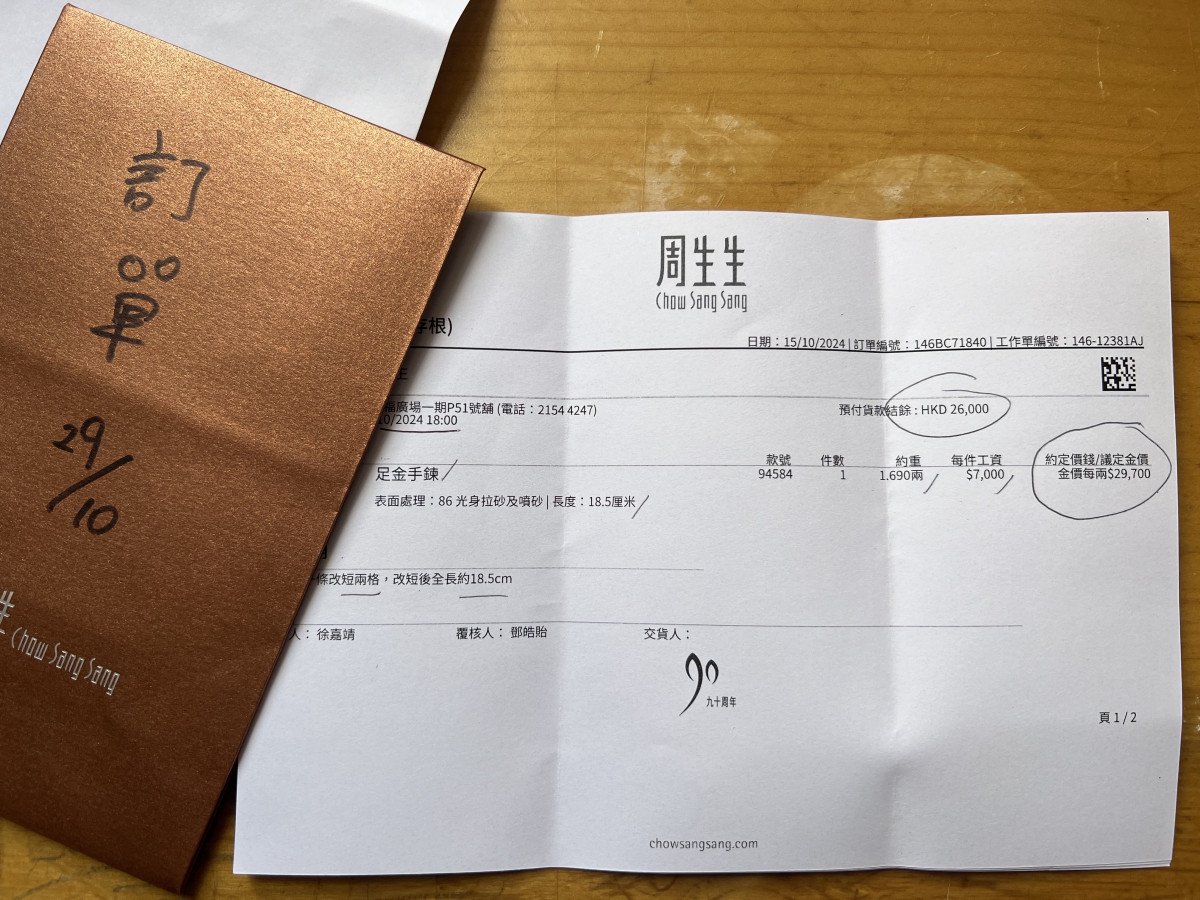 訂
單
29/10
生 Chow Sang Sang
周生生
Chow Sang Sang
存根)
日期：15/10/2024 | 訂單編號：146BC71840 | 工作單編號：146-12381AJ
福廣場一期P51號舖 (電話：2154 4247)
10/2024 18:00
預付貨款結餘 : HKD 26,000
款號 件數 約重 每件工資 約定價錢/議定金價
足金手鍊 94584 1 1.690兩 $7,000 金價每兩$29,700
表面處理：86 光身拉砂及噴砂 | 長度：18.5厘米
條改短兩格，改短後全長約18.5cm
人： 徐嘉靖 覆核人： 鄧皓貽 交貨人：
90
九十周年
頁 1 / 2
chowsangsang.com